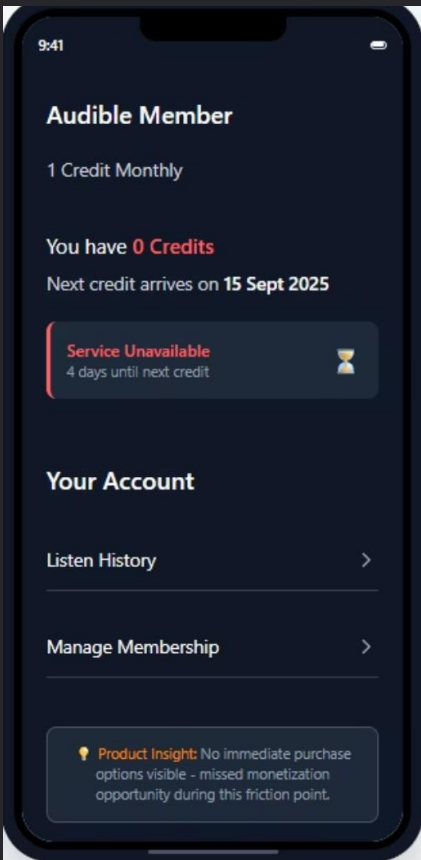 9:41
Audible Member
1 Credit Monthly
You have 0 Credits
Next credit arrives on 15 Sept 2025
Service Unavailable
4 days until next credit
Your Account
Listen History
Manage Membership
Product Insight: No immediate purchase
options visible - missed monetization
opportunity during this friction point.